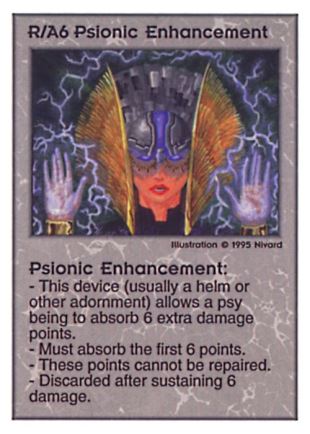 R/A6 Psionic Enhancement
Illustration © 1995 Nivard
Psionic Enhancement:
- This device (usually a helm or
other adornment) allows a psy
being to absorb 6 extra damage
points.
- Must absorb the first 6 points.
- These points cannot be repaired.
- Discarded after sustaining 6
damage.